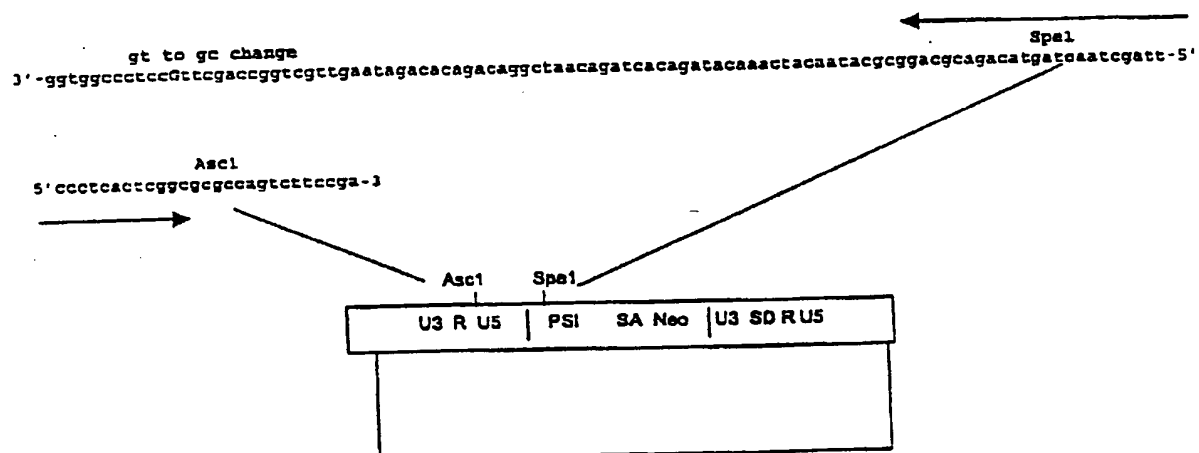 gt to gc change
Spe1
3'-ggtggccctccGttcgaccggtcgttgaatagacacagacaggctaacagatcacagatacaaactacaatacgcggacgcagacatgatcaatcgatt-5'
Asc1
5'ccctcactcggcgcgccagtcttccga-3
Asc1 Spe1
U3 R U5 PSI SA Neo U3 SD R U5